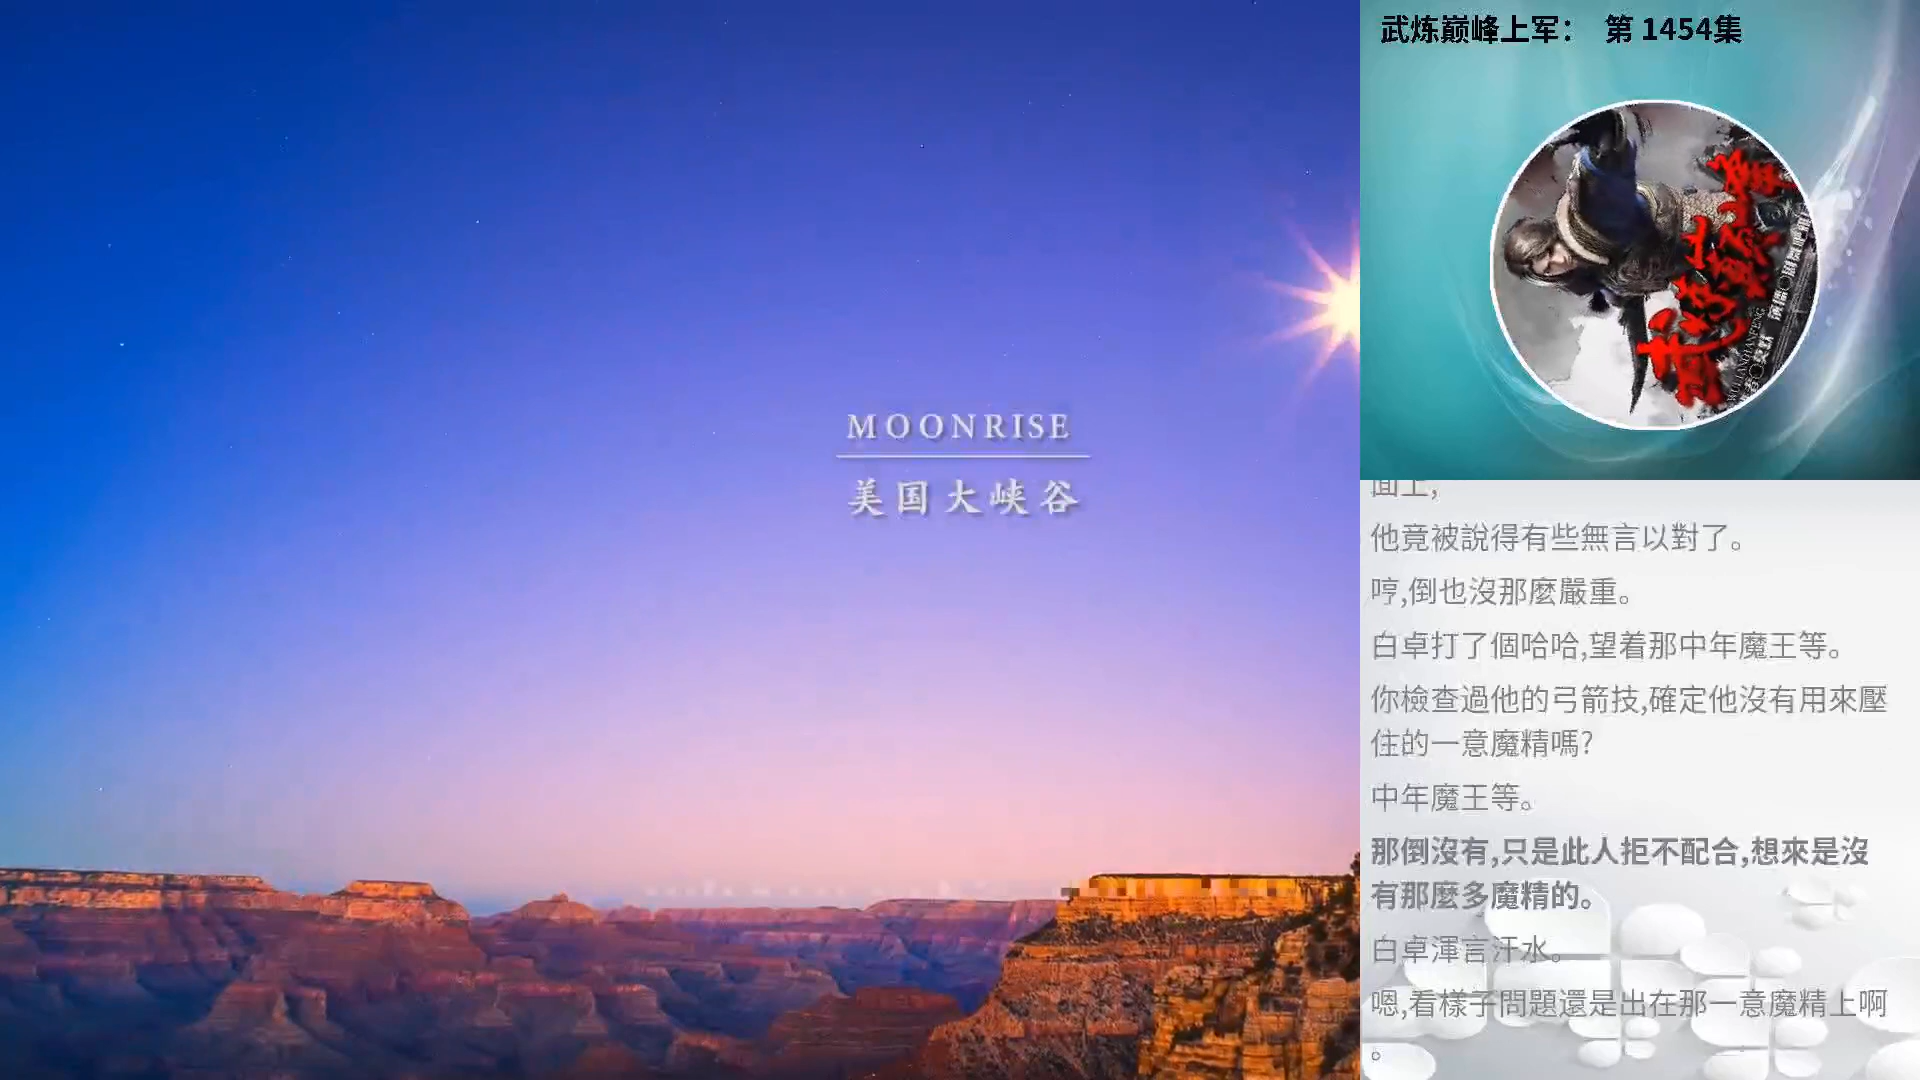 MOONRISE
美国大峡谷
武炼巅峰上军： 第 1454集
面上,
他竟被說得有些無言以對了。
哼,倒也沒那麼嚴重。
白卓打了個哈哈,望着那中年魔王等。
你檢查過他的弓箭技,確定他沒有用來壓
住的一意魔精嗎?
中年魔王等。
那倒沒有,只是此人拒不配合,想來是沒
有那麼多魔精的。
白卓渾言汗水。
嗯,看樣子問題還是出在那一意魔精上啊
。